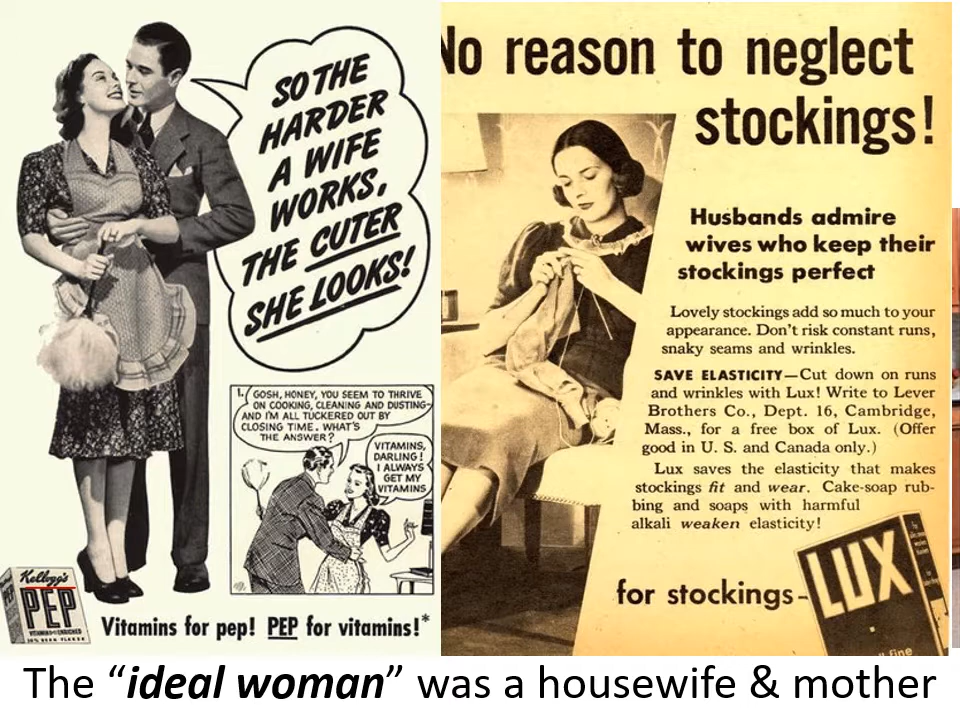 SO THE
HARDER
A WIFE
WORKS,
THE CUTER
SHE LOOKS!
1. GOSH, HONEY, YOU SEEM TO THRIVE
ON COOKING, CLEANING AND DUSTING-
AND I'M ALL TUCKERED OUT BY
CLOSING TIME. WHAT'S
THE ANSWER?
VITAMINS,
DARLING!
I ALWAYS
GET MY
VITAMINS
Kellogg's
PEP
Vitamins for pep! PEP for vitamins!*
No reason to neglect
stockings!
Husbands admire
wives who keep their
stockings perfect
Lovely stockings add so much to your
appearance. Don't risk constant runs,
snaky seams and wrinkles.
SAVE ELASTICITY—Cut down on runs
and wrinkles with Lux! Write to Lever
Brothers Co., Dept. 16, Cambridge,
Mass., for a free box of Lux. (Offer
good in U. S. and Canada only.)
Lux saves the elasticity that makes
stockings fit and wear. Cake-soap rub-
bing and soaps with harmful
alkali weaken elasticity!
for stockings-
LUX
The “ideal woman” was a housewife & mother